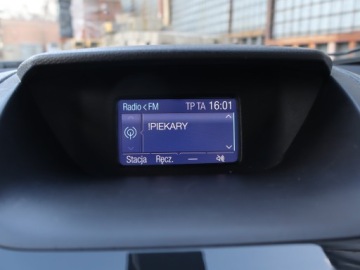 Radio < FM TP TA 16:01
!PIEKARY
Stacja Ręcz. —